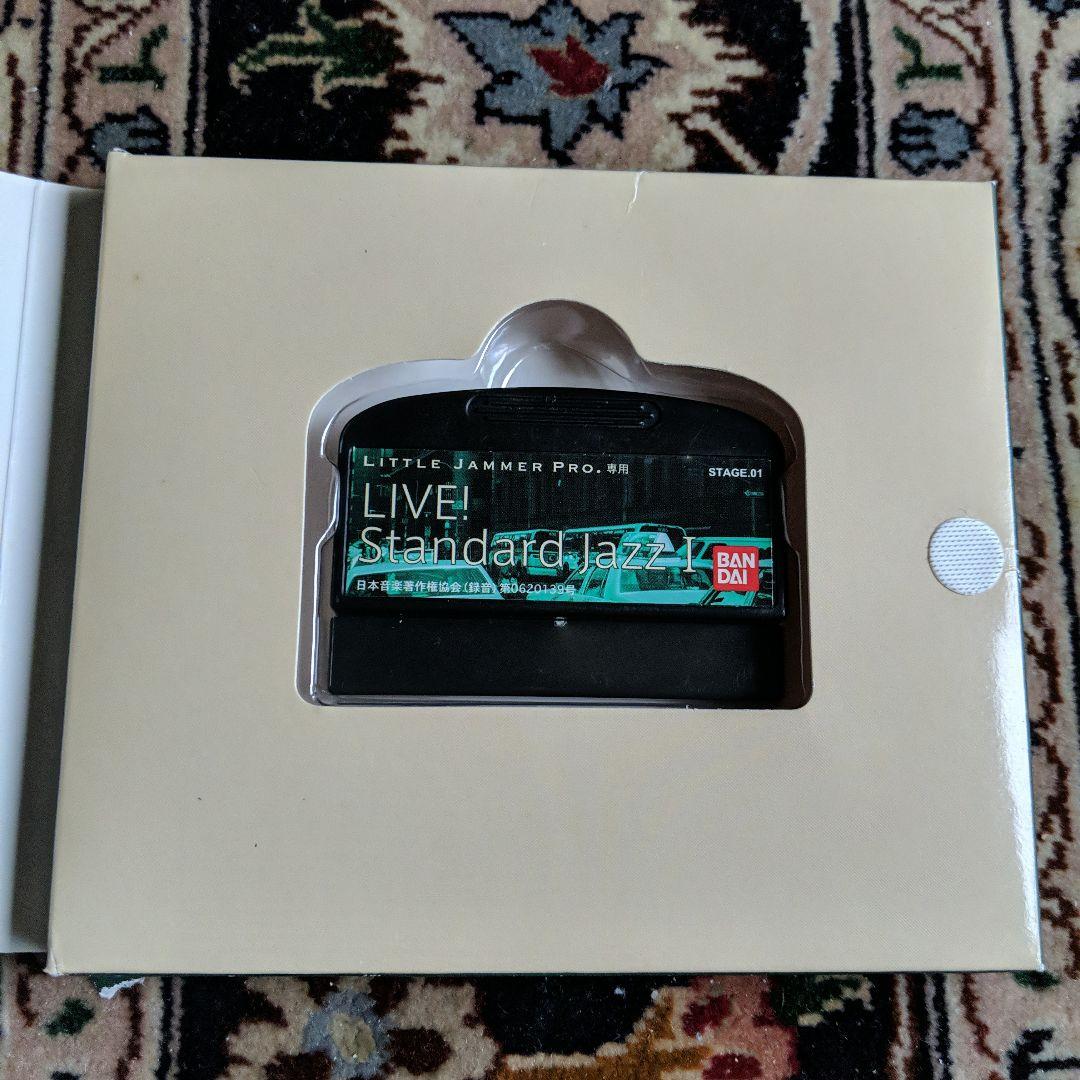 LITTLE JAMMER PRO. 専用
STAGE.01
LIVE!
Standard Jazz I
BAN
DAI
日本音楽著作権協会(録音)第0620139号